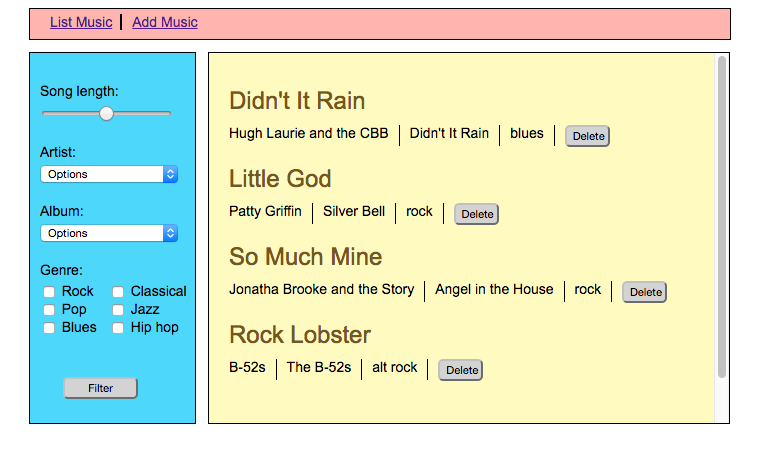 List Music Add Music
Song length:
Artist:
Options
Album:
Options
Genre:
Rock Classical
Pop Jazz
Blues Hip hop
Filter
Didn't It Rain
Hugh Laurie and the CBB Didn't It Rain blues Delete
Little God
Patty Griffin Silver Bell rock Delete
So Much Mine
Jonatha Brooke and the Story Angel in the House rock Delete
Rock Lobster
B-52s The B-52s alt rock Delete